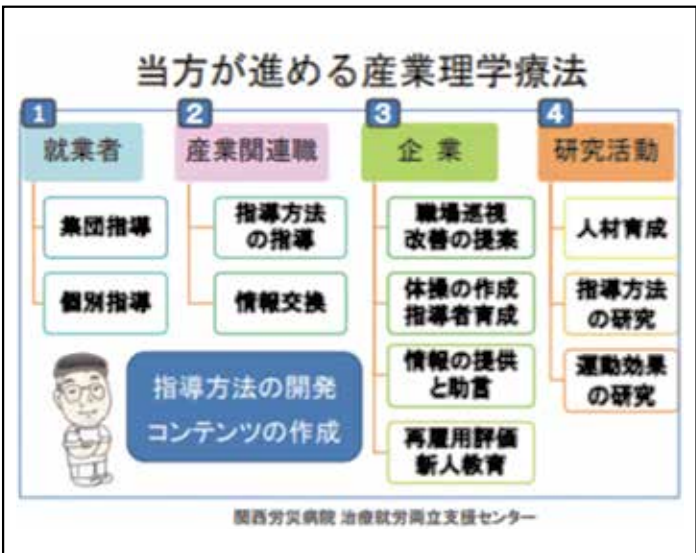 当方が進める産業理学療法
1
就業者
集団指導
個別指導
2
産業関連職
指導方法
の指導
情報交換
3
企 業
職場巡視
改善の提案
体操の作成
指導者育成
情報の提供
と助言
再雇用評価
新人教育
4
研究活動
人材育成
指導方法
の研究
運動効果
の研究
指導方法の開発
コンテンツの作成
関西労災病院 治療就労両立支援センター